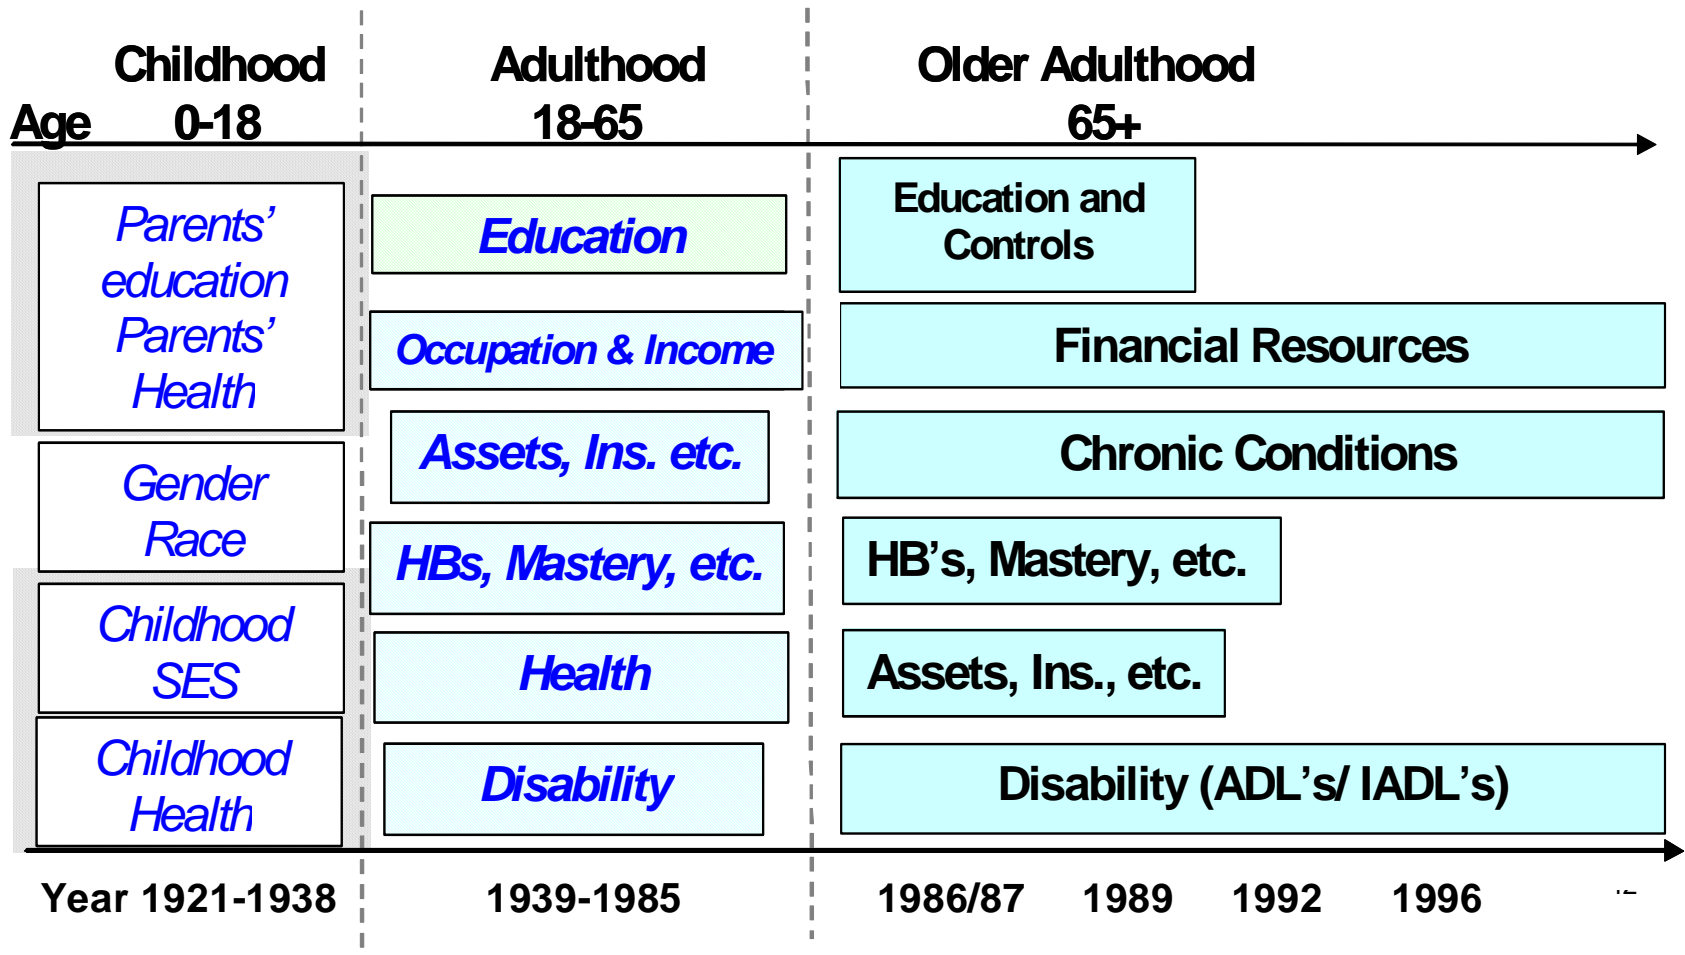 Childhood
Adulthood
Older Adulthood
Age
0-18
18-65
65+
Parents’
education
Parents’
Health
Gender
Race
Childhood
SES
Childhood
Health
Education
Occupation & Income
Assets, Ins. etc.
HBs, Mastery, etc.
Health
Disability
Education and
Controls
Financial Resources
Chronic Conditions
HB’s, Mastery, etc.
Assets, Ins., etc.
Disability (ADL’s/ IADL’s)
Year 1921-1938
1939-1985
1986/87
1989
1992
1996